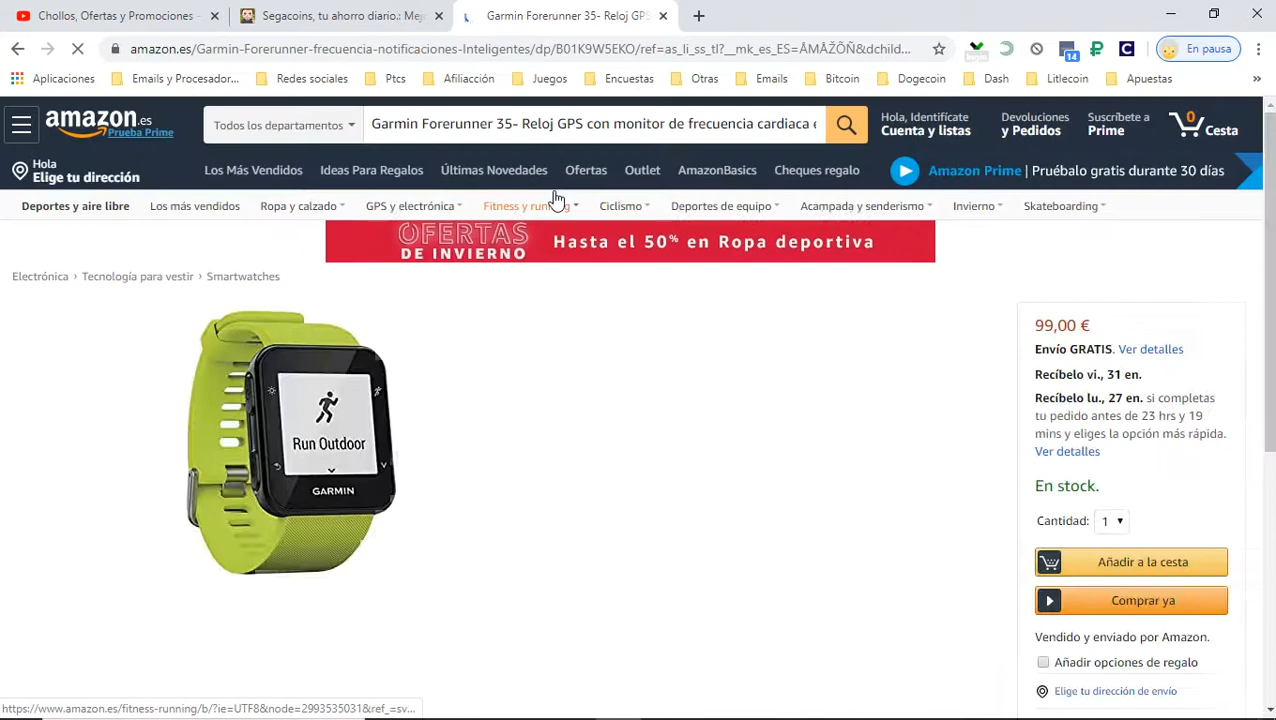 Chollos, Ofertas y Promociones -
Segacoins, tu ahorro diario.: Mej
Garmin Forerunner 35- Reloj GPS
amazon.es/Garmin-Forerunner-frecuencia-notificaciones-Inteligentes/dp/B01K9W5EKO/ref=as_li_ss_tl?__mk_es_ES=ÅMÅŽÕÑ&dchild...
14
En pausa
Aplicaciones
Emails y Procesador...
Redes sociales
Ptcs
Afiliacción
Juegos
Encuestas
Otras
Emails
Bitcoin
Dogecoin
Dash
Litlecoin
Apuestas
»
amazon.es
Prueba Prime
Todos los departamentos
Garmin Forerunner 35- Reloj GPS con monitor de frecuencia cardiaca e
Hola, Identifícate
Cuenta y listas
Devoluciones
y Pedidos
Suscríbete a
Prime
0
Cesta
Hola
Elige tu dirección
Los Más Vendidos
Ideas Para Regalos
Últimas Novedades
Ofertas
Outlet
AmazonBasics
Cheques regalo
Amazon Prime | Pruébalo gratis durante 30 días
Deportes y aire libre
Los más vendidos
Ropa y calzado
GPS y electrónica
Fitness y running
Ciclismo
Deportes de equipo
Acampada y senderismo
Invierno
Skateboarding
OFERTAS
DE INVIERNO
Hasta el 50% en Ropa deportiva
Electrónica › Tecnología para vestir › Smartwatches
Run Outdoor
GARMIN
99,00 €
Envío GRATIS. Ver detalles
Recíbelo vi., 31 en.
Recíbelo lu., 27 en. si completas
tu pedido antes de 23 hrs y 19
mins y eliges la opción más rápida.
Ver detalles
En stock.
Cantidad: 1
Añadir a la cesta
Comprar ya
Vendido y enviado por Amazon.
Añadir opciones de regalo
Elige tu dirección de envío
https://www.amazon.es/fitness-running/b/?ie=UTF8&node=2993535031&ref_=sv...